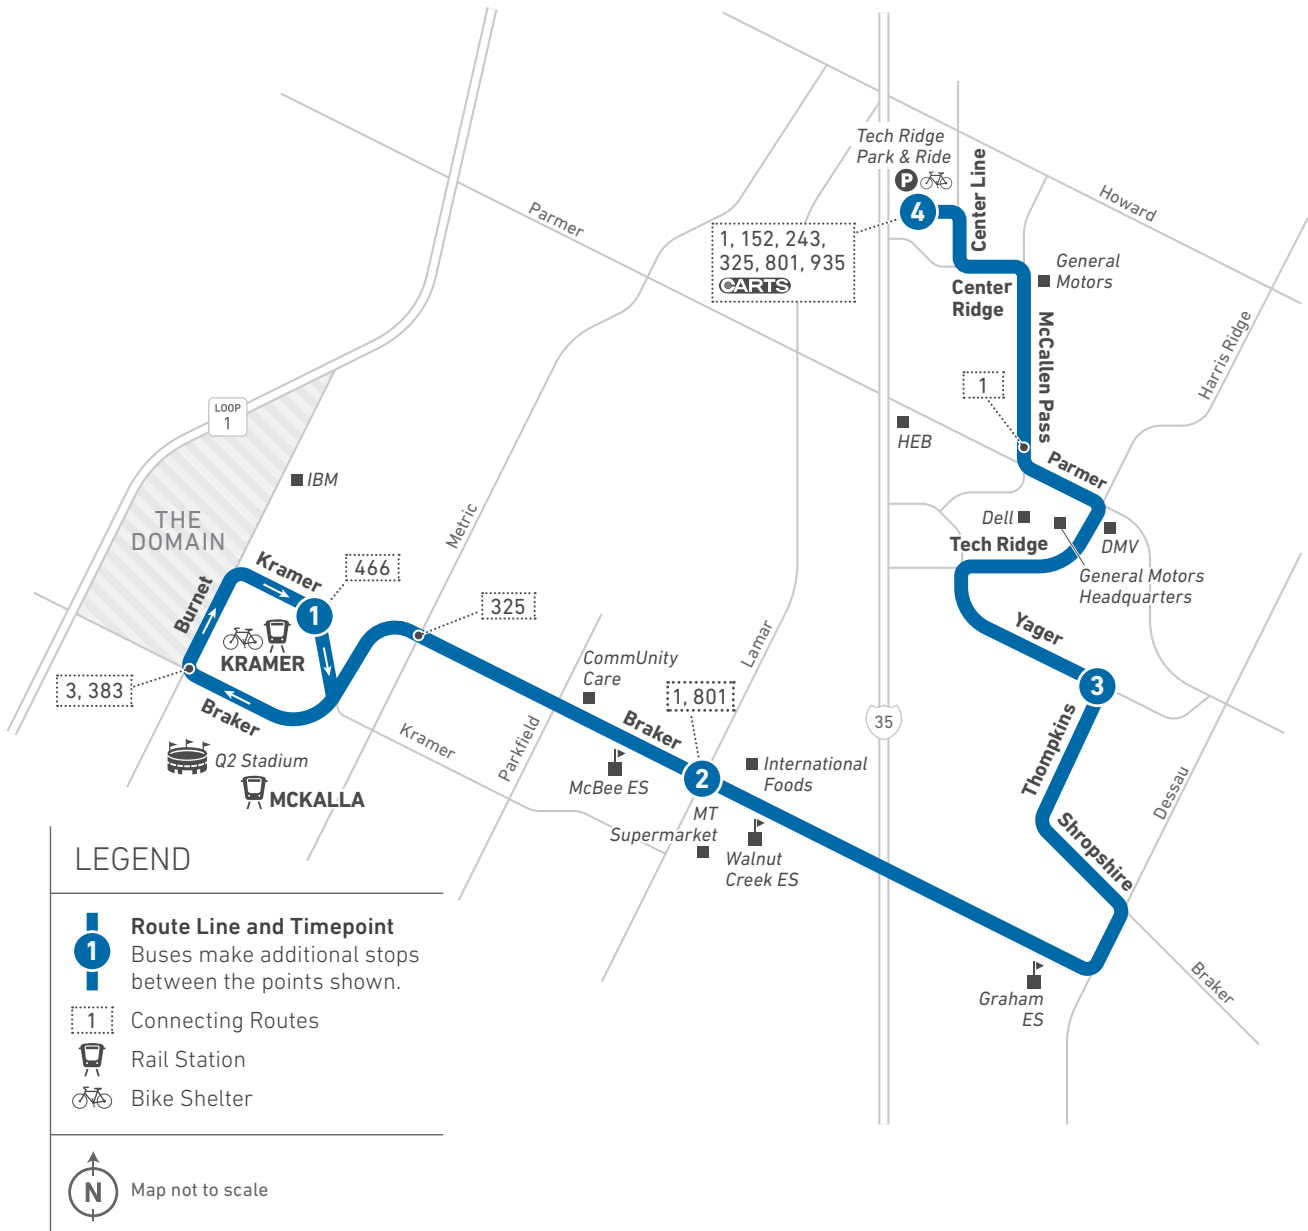 Tech Ridge
Park & Ride
P
4
Center Line
Howard
Parmer
1, 152, 243,
325, 801, 935
CARTS
Center
Ridge
General
Motors
McCallen Pass
Harris Ridge
1
LOOP
1
HEB
Parmer
IBM
THE
DOMAIN
Metric
Dell
DMV
Tech Ridge
General Motors
Headquarters
Kramer
466
Burnet
1
325
KRAMER
Yager
3
CommUnity
Care
Lamar
3, 383
1, 801
Braker
Kramer
Braker
35
Q2 Stadium
Parkfield
2
International
Foods
Thompkins
Dessau
McBee ES
MCKALLA
MT
Supermarket
Shropshire
Walnut
Creek ES
Braker
Graham
ES
LEGEND
1
Route Line and Timepoint
Buses make additional stops
between the points shown.
1
Connecting Routes
Rail Station
Bike Shelter
N
Map not to scale